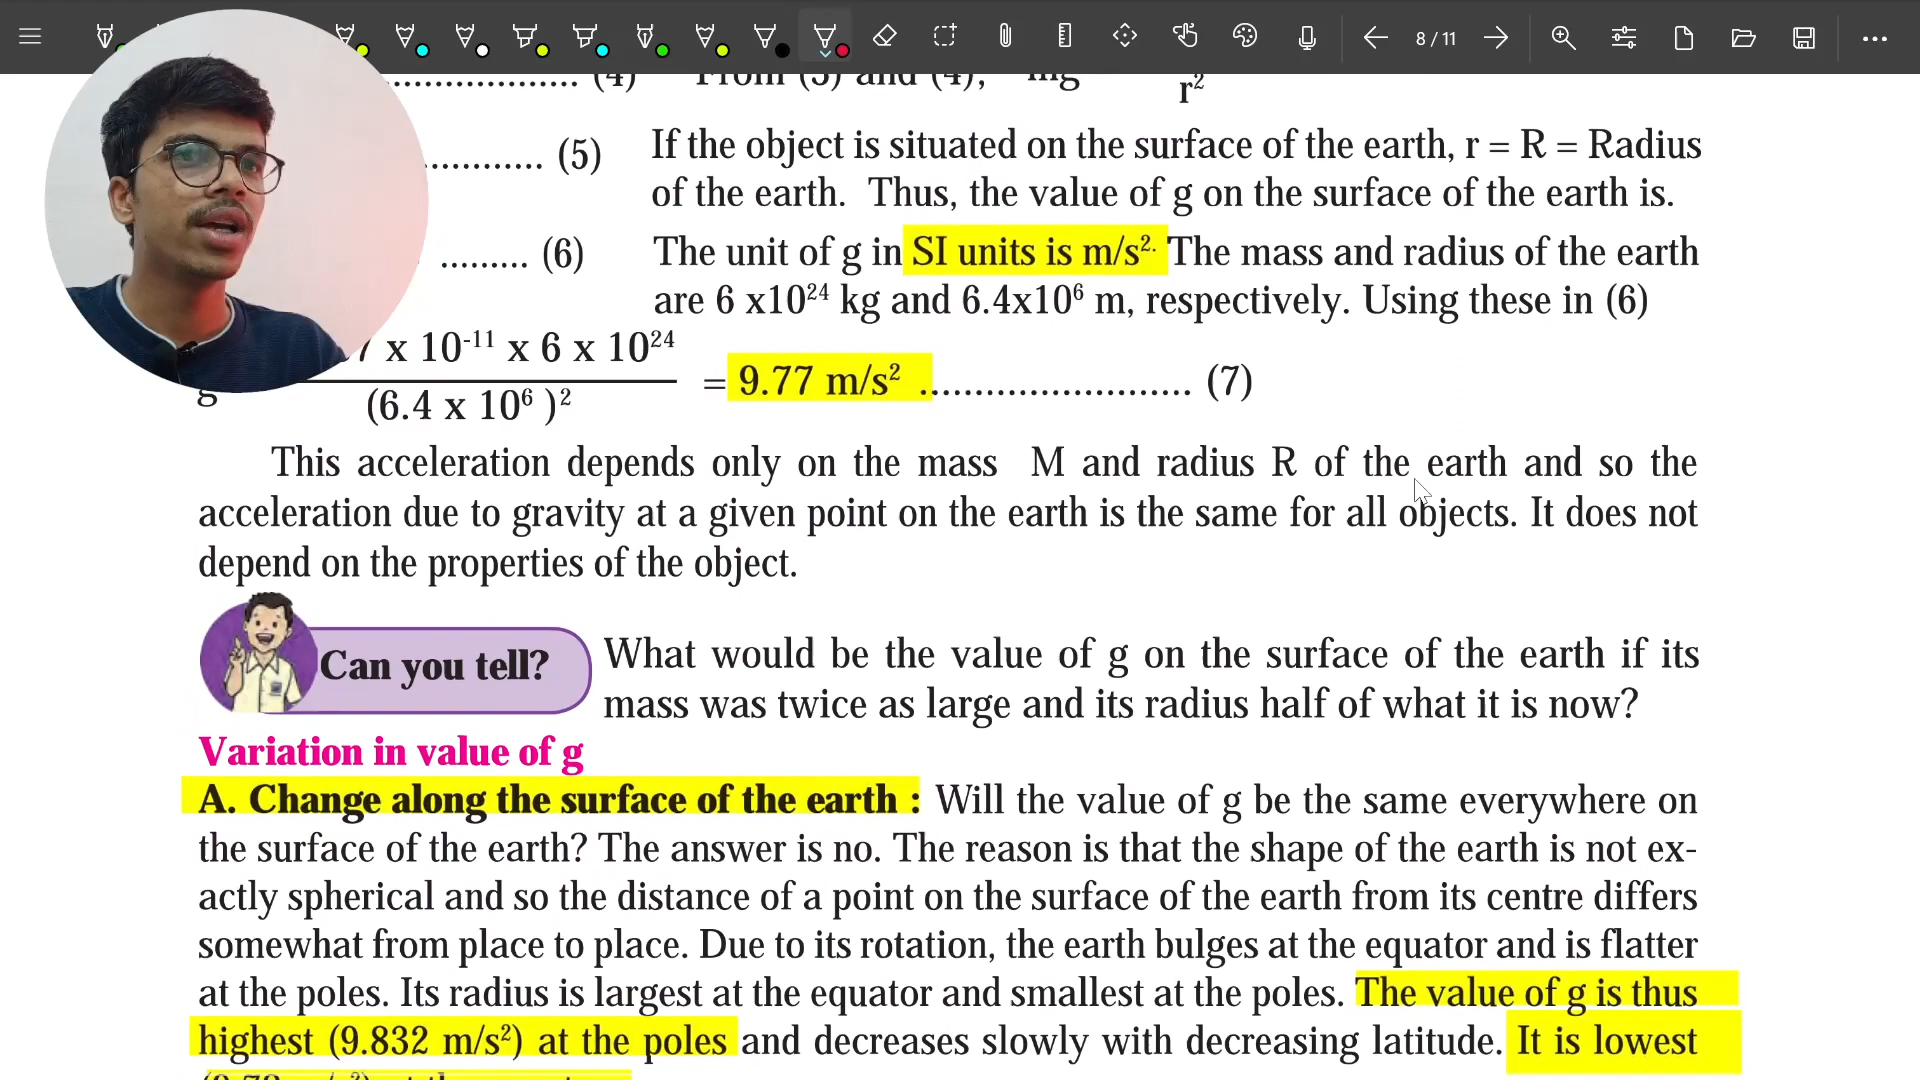 8 / 11
r²
.................... (4) From (3) and (4), mg
............ (5) If the object is situated on the surface of the earth, r = R = Radius
of the earth. Thus, the value of g on the surface of the earth is.
......... (6) The unit of g in SI units is m/s². The mass and radius of the earth
are 6 x10²⁴ kg and 6.4x10⁶ m, respectively. Using these in (6)
7 x 10⁻¹¹ x 6 x 10²⁴
g
(6.4 x 10⁶ )²
= 9.77 m/s² ......................... (7)
This acceleration depends only on the mass M and radius R of the earth and so the
acceleration due to gravity at a given point on the earth is the same for all objects. It does not
depend on the properties of the object.
Can you tell?
What would be the value of g on the surface of the earth if its
mass was twice as large and its radius half of what it is now?
Variation in value of g
A. Change along the surface of the earth : Will the value of g be the same everywhere on
the surface of the earth? The answer is no. The reason is that the shape of the earth is not ex-
actly spherical and so the distance of a point on the surface of the earth from its centre differs
somewhat from place to place. Due to its rotation, the earth bulges at the equator and is flatter
at the poles. Its radius is largest at the equator and smallest at the poles. The value of g is thus
highest (9.832 m/s²) at the poles and decreases slowly with decreasing latitude. It is lowest